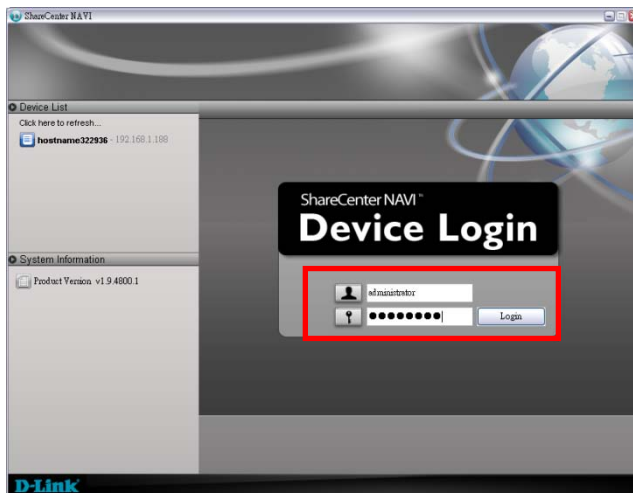 ShareCenter NAVI
Device List
Click here to refresh...
hostname322936 - 192.168.1.188
ShareCenter NAVI™
Device Login
System Information
Product Version v1.9.4800.1
administrator
●●●●●●●●
Login
D-Link